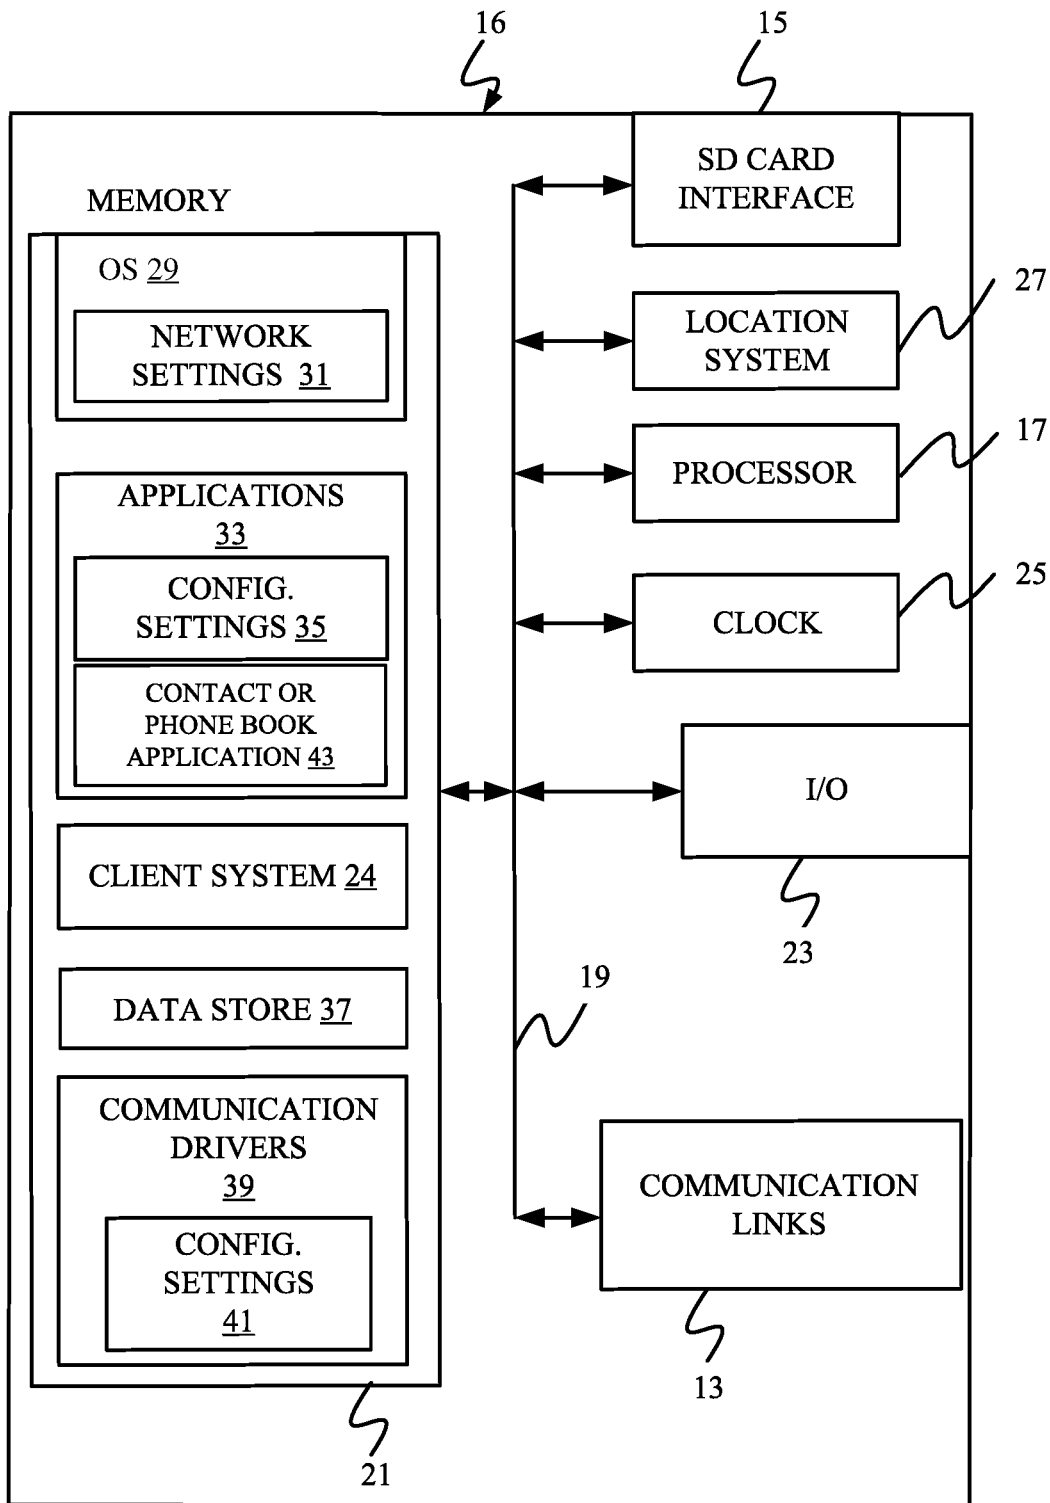 16
15
SD CARD
INTERFACE
MEMORY
OS 29
NETWORK
SETTINGS 31
27
LOCATION
SYSTEM
17
PROCESSOR
APPLICATIONS
33
CONFIG.
SETTINGS 35
25
CLOCK
CONTACT OR
PHONE BOOK
APPLICATION 43
I/O
CLIENT SYSTEM 24
23
19
DATA STORE 37
COMMUNICATION
DRIVERS
39
CONFIG.
SETTINGS
41
COMMUNICATION
LINKS
13
21